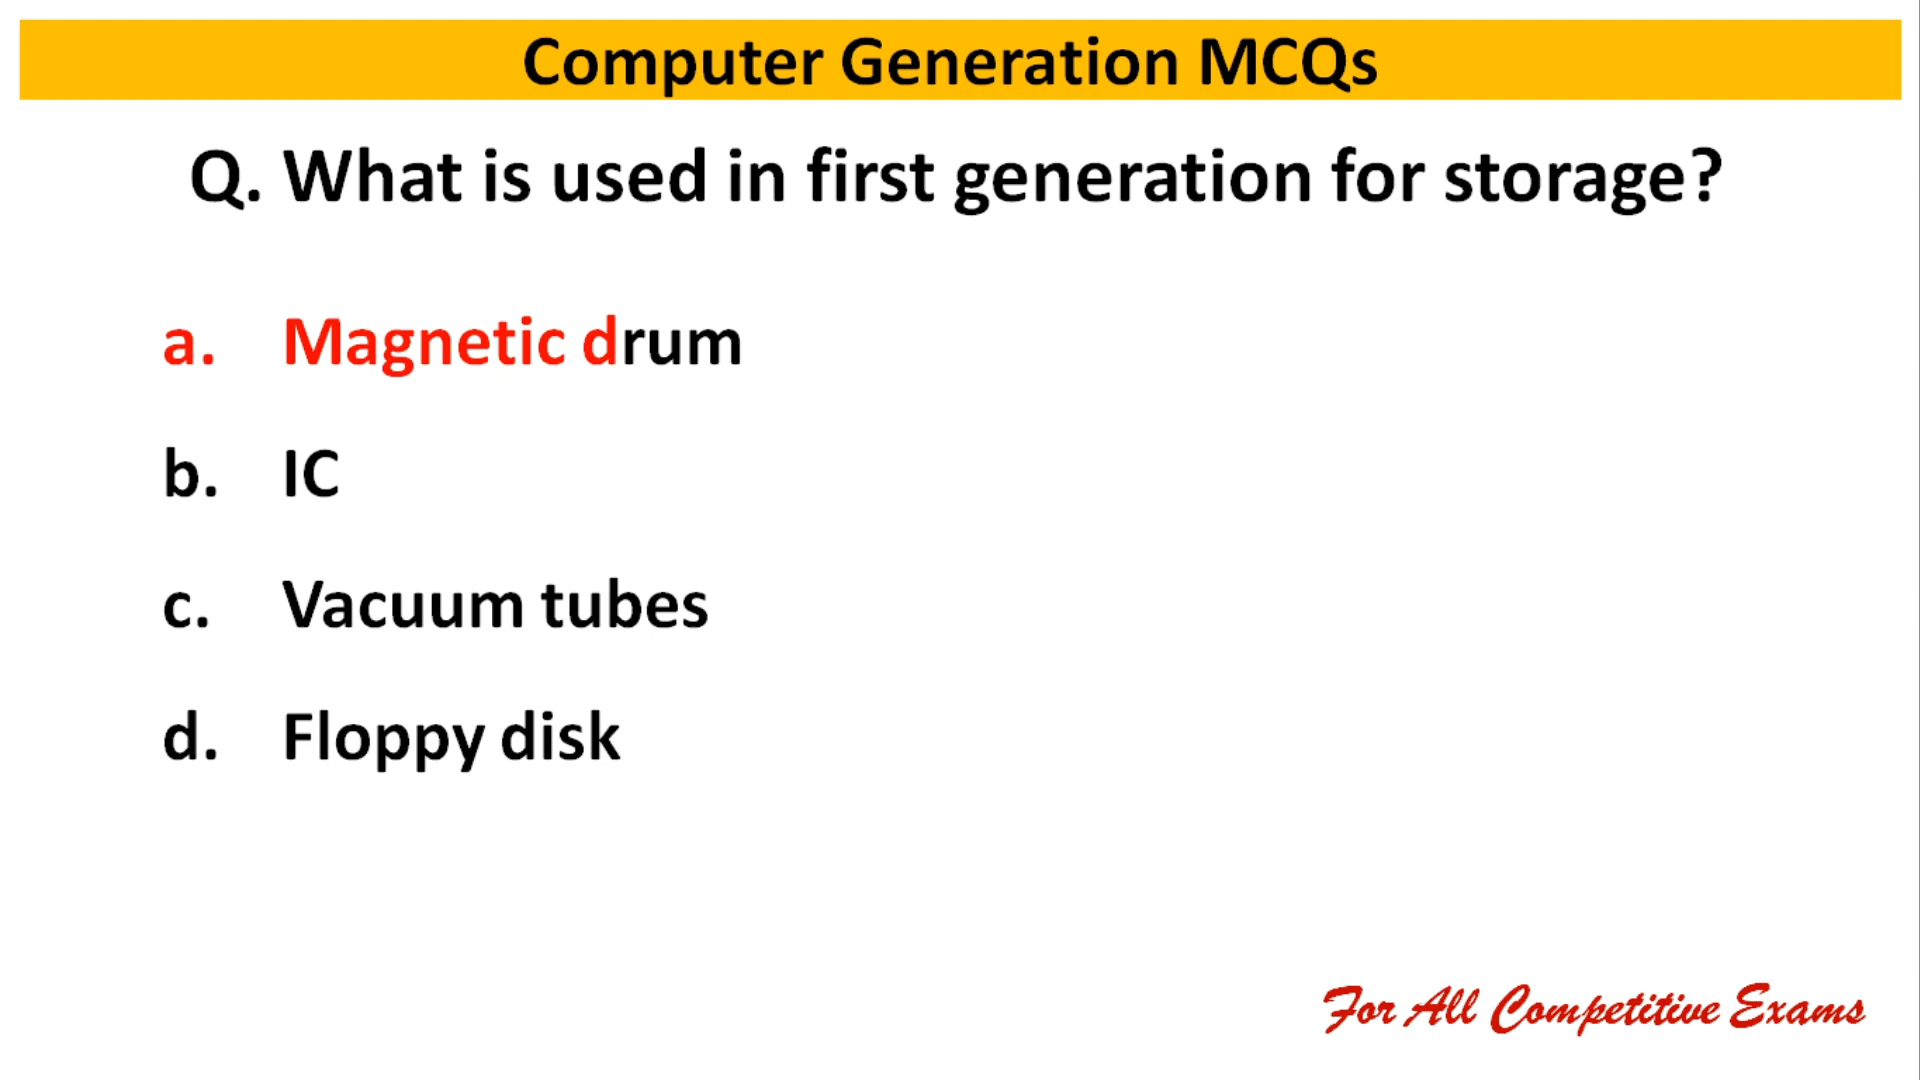 Computer Generation MCQs
Q. What is used in first generation for storage?
a. Magnetic drum
b. IC
c. Vacuum tubes
d. Floppy disk
For All Competitive Exams